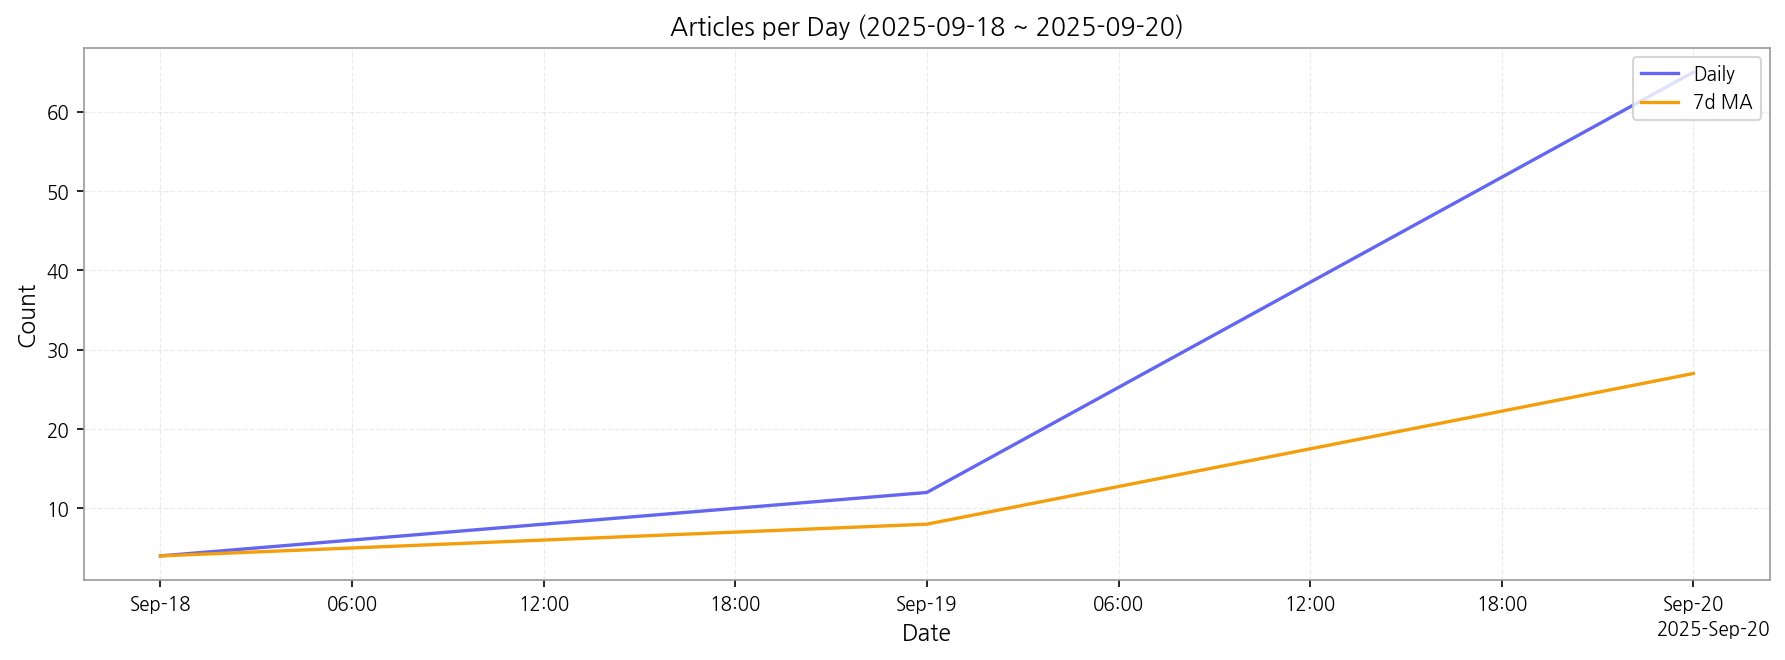 Articles per Day (2025-09-18 ~ 2025-09-20)
Daily
7d MA
Count
60
50
40
30
20
10
Sep-18 06:00 12:00 18:00 Sep-19 06:00 12:00 18:00 Sep-20
2025-Sep-20
Date